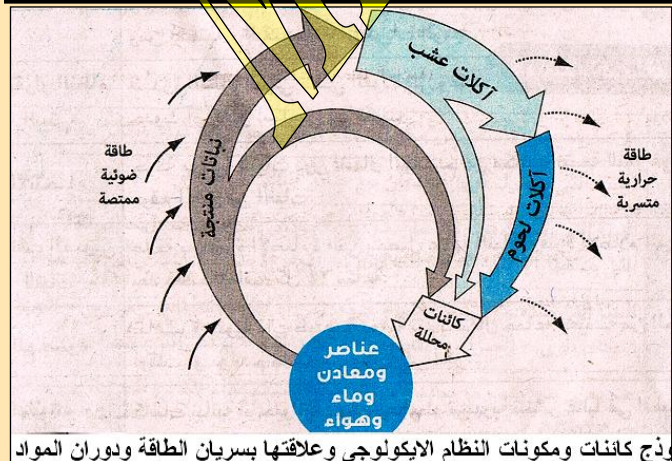 آكلات عشب
طاقة
ضوئية
ممتصة
نباتات منتجة
طاقة
حرارية
متسربة
آكلات لحوم
كائنات
محللة
عناصر
ومعادن
وماء
وهواء
كائنات ومكونات النظام الايكولوجي وعلاقتها بسريان الطاقة ودوران المواد